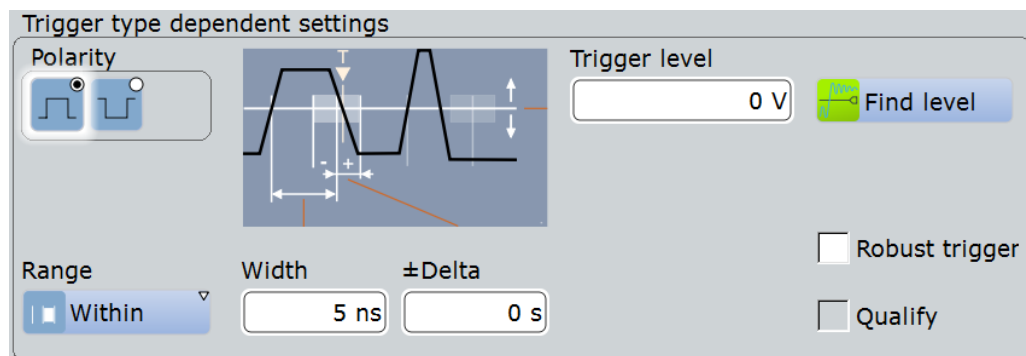 Trigger type dependent settings
Polarity
T
- +
Trigger level
0 V
Find level
Robust trigger
Range
Within
Width
5 ns
±Delta
0 s
Qualify